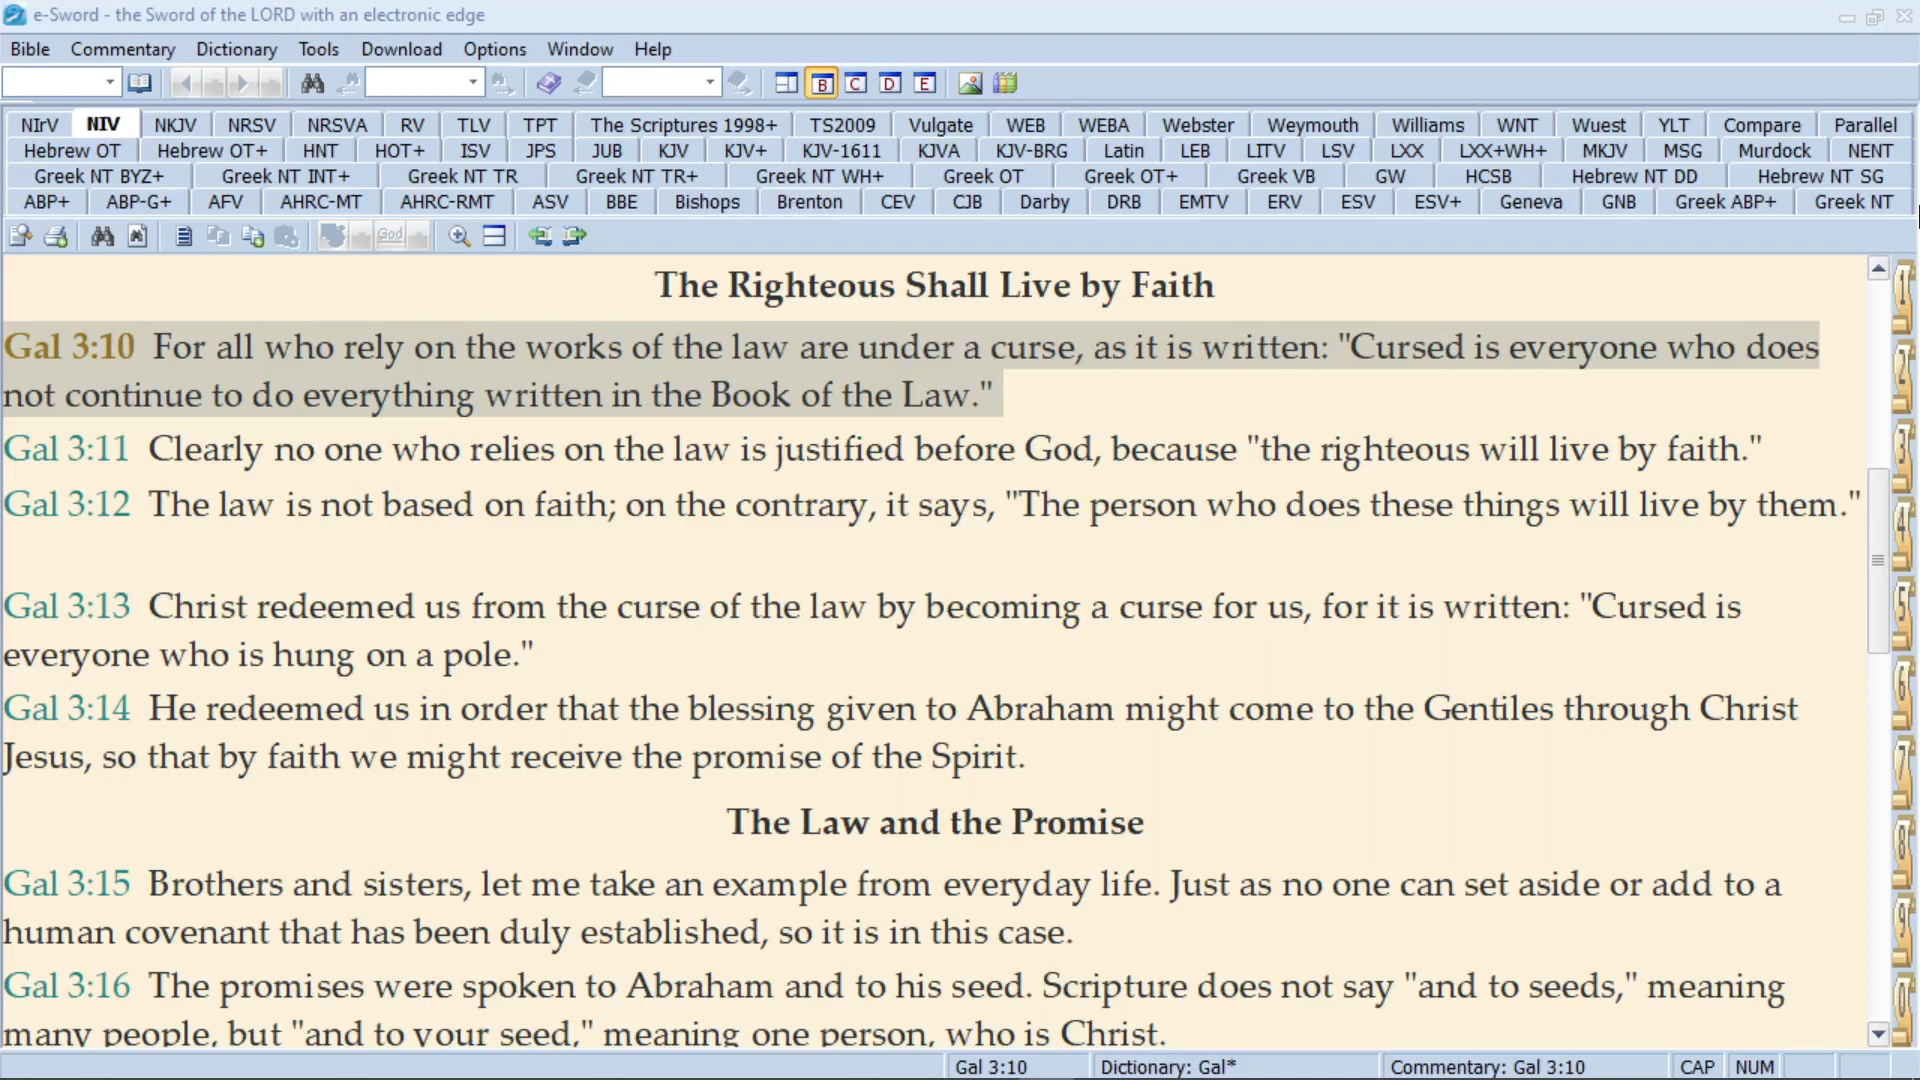 e-Sword - the Sword of the LORD with an electronic edge
Bible Commentary Dictionary Tools Download Options Window Help
B C D E
NIrV NIV NKJV NRSV NRSVA RV TLV TPT The Scriptures 1998+ TS2009 Vulgate WEB WEBA Webster Weymouth Williams WNT Wuest YLT Compare Parallel
Hebrew OT Hebrew OT+ HNT HOT+ ISV JPS JUB KJV KJV+ KJV-1611 KJVA KJV-BRG Latin LEB LITV LSV LXX LXX+WH+ MKJV MSG Murdock NENT
Greek NT BYZ+ Greek NT INT+ Greek NT TR Greek NT TR+ Greek NT WH+ Greek OT Greek OT+ Greek VB GW HCSB Hebrew NT DD Hebrew NT SG
ABP+ ABP-G+ AFV AHRC-MT AHRC-RMT ASV BBE Bishops Brenton CEV CJB Darby DRB EMTV ERV ESV ESV+ Geneva GNB Greek ABP+ Greek NT
God
The Righteous Shall Live by Faith
Gal 3:10 For all who rely on the works of the law are under a curse, as it is written: "Cursed is everyone who does
not continue to do everything written in the Book of the Law."
Gal 3:11 Clearly no one who relies on the law is justified before God, because "the righteous will live by faith."
Gal 3:12 The law is not based on faith; on the contrary, it says, "The person who does these things will live by them."
Gal 3:13 Christ redeemed us from the curse of the law by becoming a curse for us, for it is written: "Cursed is
everyone who is hung on a pole."
Gal 3:14 He redeemed us in order that the blessing given to Abraham might come to the Gentiles through Christ
Jesus, so that by faith we might receive the promise of the Spirit.
The Law and the Promise
Gal 3:15 Brothers and sisters, let me take an example from everyday life. Just as no one can set aside or add to a
human covenant that has been duly established, so it is in this case.
Gal 3:16 The promises were spoken to Abraham and to his seed. Scripture does not say "and to seeds," meaning
many people, but "and to your seed," meaning one person, who is Christ.
1
2
3
4
5
6
7
8
9
0
Gal 3:10 Dictionary: Gal* Commentary: Gal 3:10 CAP NUM